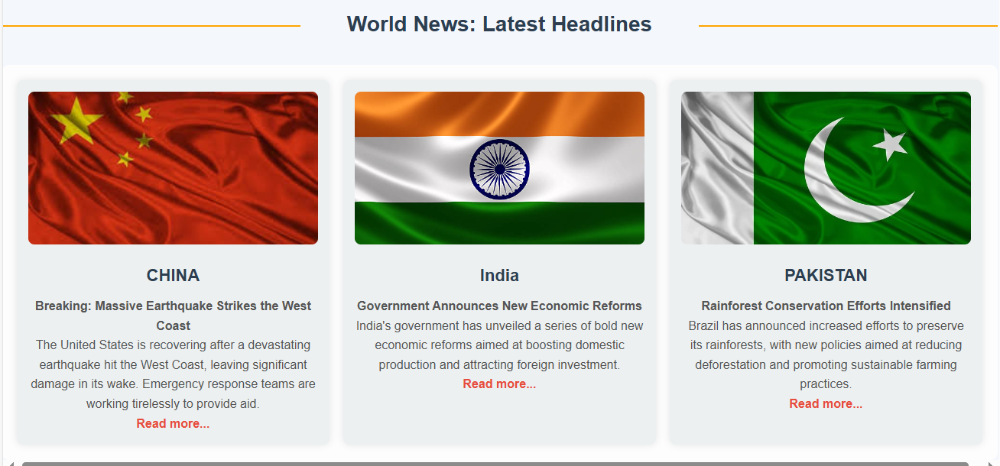 World News: Latest Headlines
CHINA
Breaking: Massive Earthquake Strikes the West
Coast
The United States is recovering after a devastating
earthquake hit the West Coast, leaving significant
damage in its wake. Emergency response teams are
working tirelessly to provide aid.
Read more...
India
Government Announces New Economic Reforms
India's government has unveiled a series of bold new
economic reforms aimed at boosting domestic
production and attracting foreign investment.
Read more...
PAKISTAN
Rainforest Conservation Efforts Intensified
Brazil has announced increased efforts to preserve
its rainforests, with new policies aimed at reducing
deforestation and promoting sustainable farming
practices.
Read more...